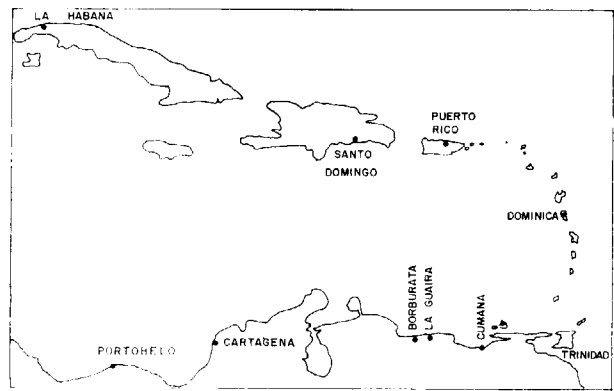 LA HABANA
PUERTO
RICO
SANTO
DOMINGO
DOMINICA
BORBURATA
LA GUAIRA
CUMANA
PORTOBELO
CARTAGENA
TRINIDAD